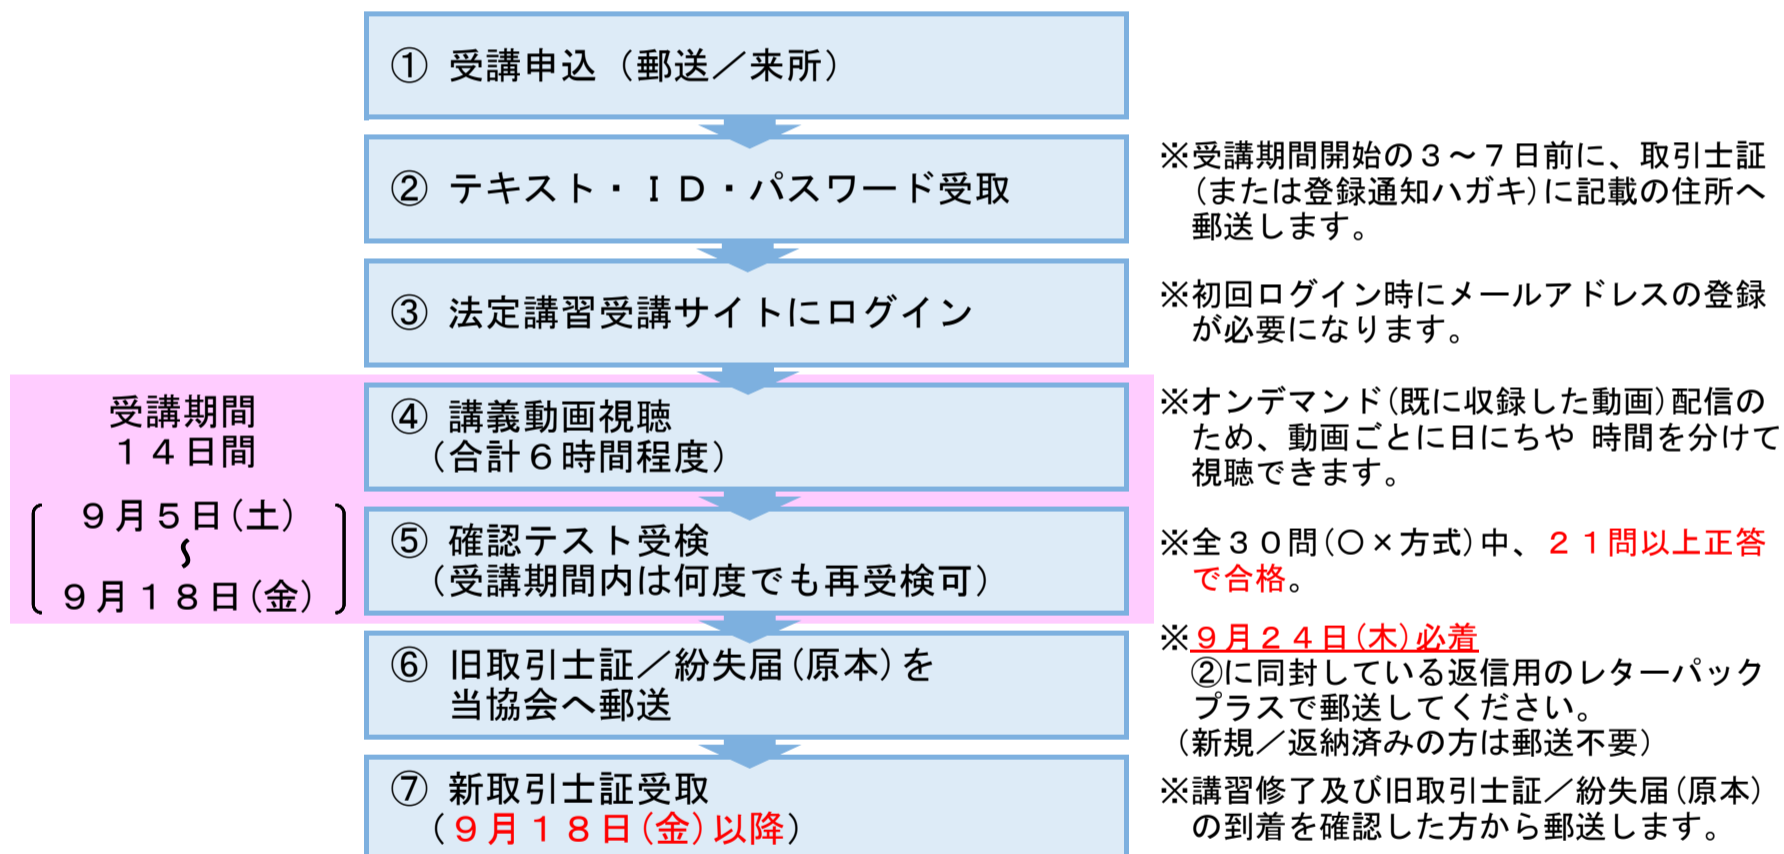 ① 受講申込（郵送／来所）
② テキスト・ＩＤ・パスワード受取
※受講期間開始の３～７日前に、取引士証
(または登録通知ハガキ)に記載の住所へ
郵送します。
③ 法定講習受講サイトにログイン
※初回ログイン時にメールアドレスの登録
が必要になります。
受講期間
１４日間
９月５日(土)
～
９月１８日(金)
④ 講義動画視聴
（合計６時間程度）
※オンデマンド(既に収録した動画)配信の
ため、動画ごとに日にちや 時間を分けて
視聴できます。
⑤ 確認テスト受検
（受講期間内は何度でも再受検可）
※全３０問(○×方式)中、２１問以上正答
で合格。
⑥ 旧取引士証／紛失届(原本)を
当協会へ郵送
※９月２４日(木)必着
②に同封している返信用のレターパック
プラスで郵送してください。
（新規／返納済みの方は郵送不要）
⑦ 新取引士証受取
（９月１８日(金)以降）
※講習修了及び旧取引士証／紛失届(原本)
の到着を確認した方から郵送します。